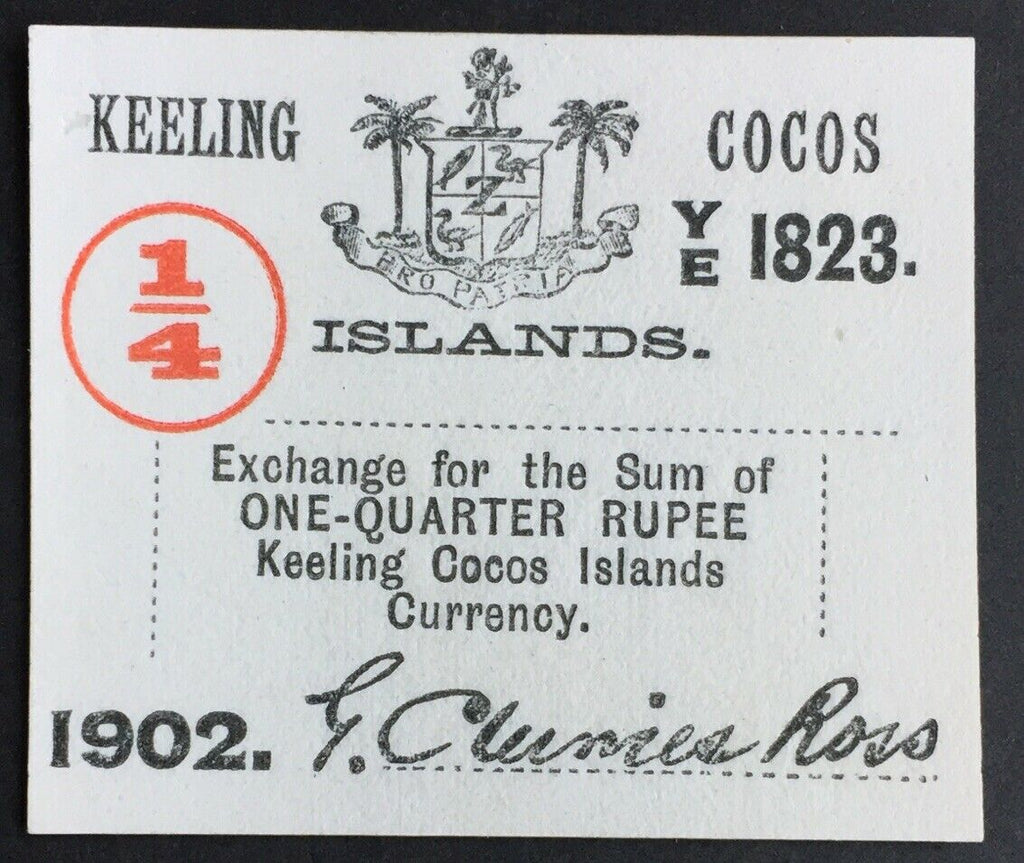 KEELING
COCOS
Z
PRO PATRIA
YE 1823.
1/4
ISLANDS.
Exchange for the Sum of
ONE-QUARTER RUPEE
Keeling Cocos Islands
Currency.
1902. G. Clunies Ross